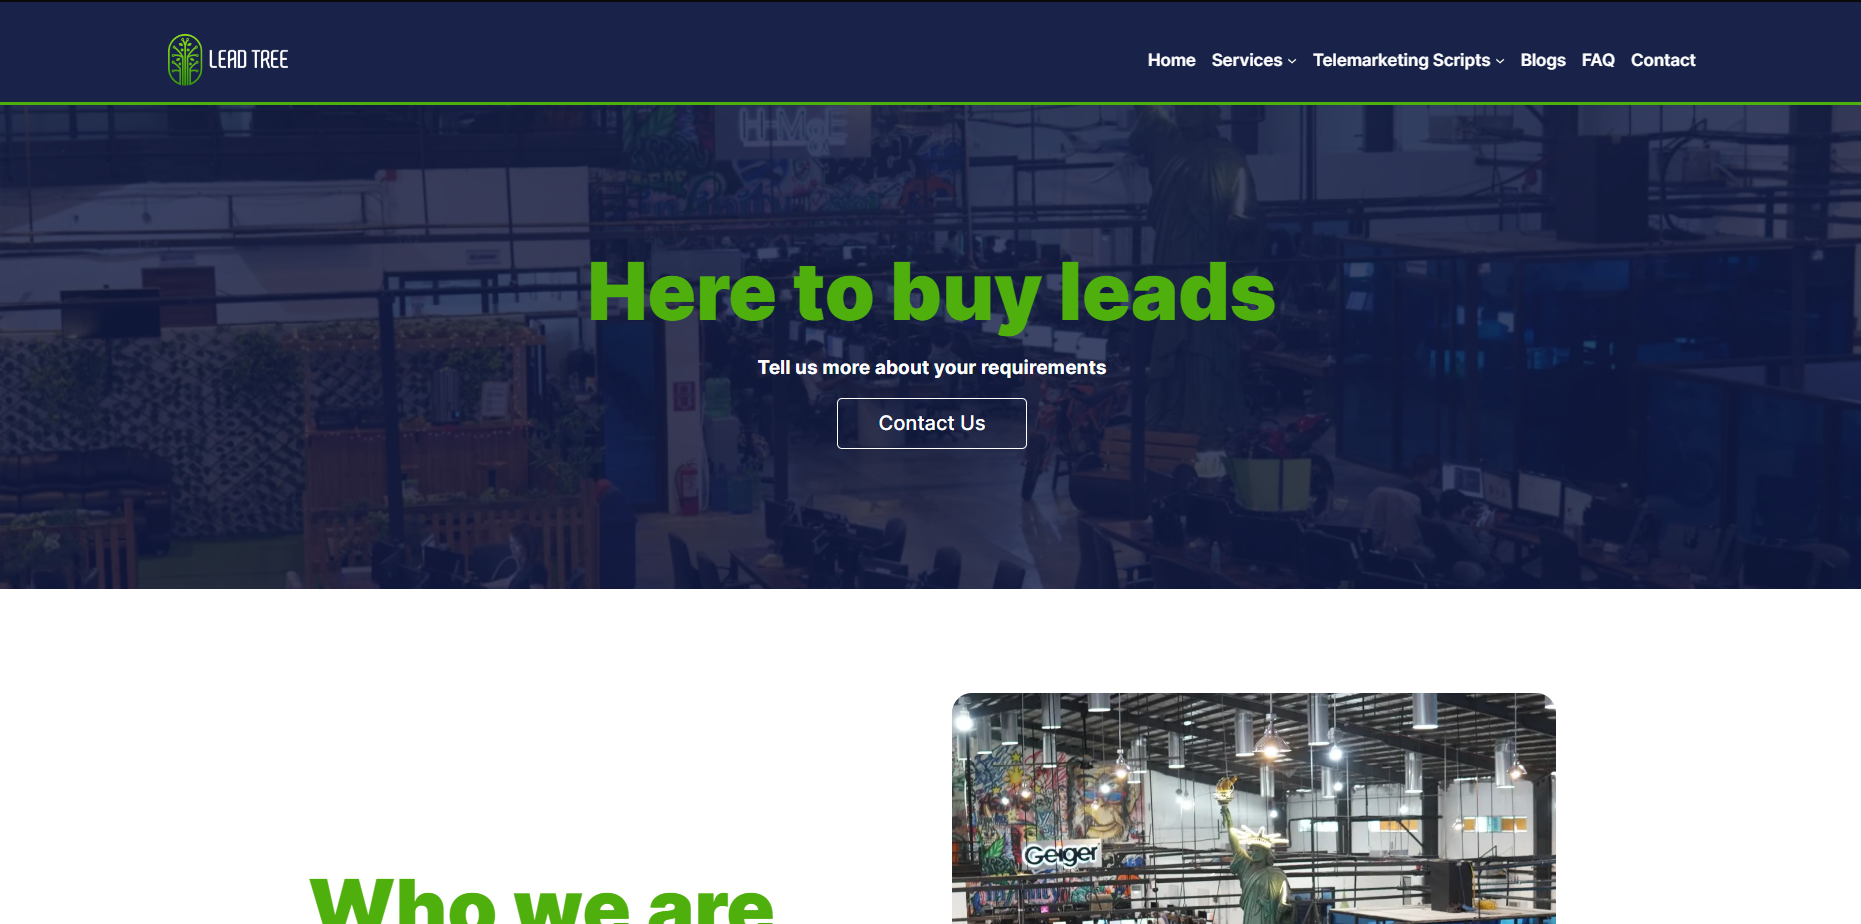 LEAD TREE
Home Services Telemarketing Scripts Blogs FAQ Contact
Here to buy leads
Tell us more about your requirements
Contact Us
Who we are
Geiger